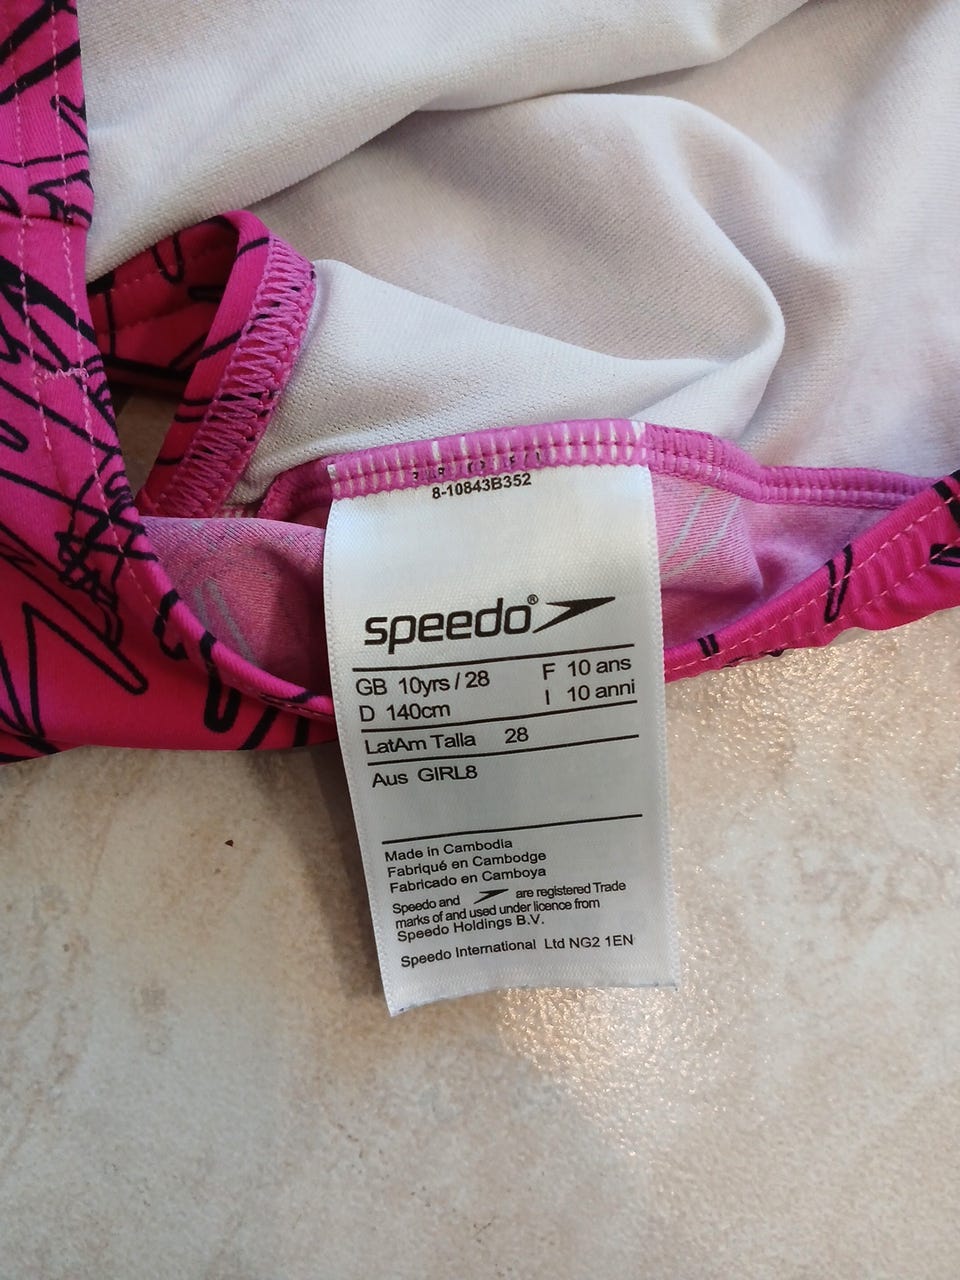 8-10843B352
speedo®
GB 10yrs / 28 F 10 ans
D 140cm I 10 anni
LatAm Talla 28
Aus GIRL8
Made in Cambodia
Fabriqué en Cambodge
Fabricado en Camboya
Speedo and are registered Trade
marks of and used under licence from
Speedo Holdings B.V.
Speedo International Ltd NG2 1EN